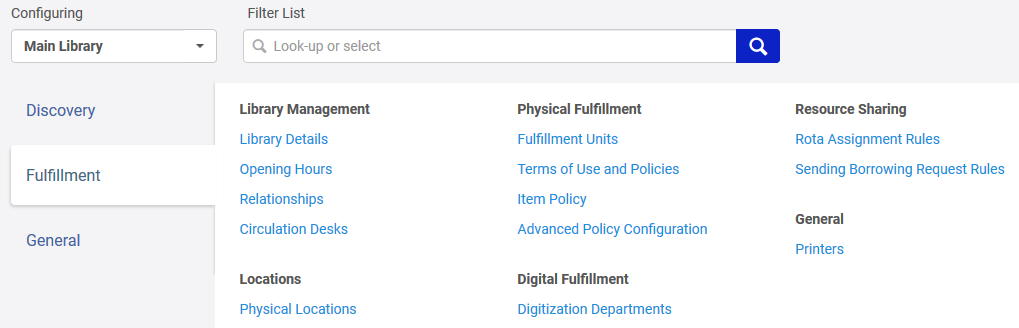 Configuring
Filter List
Main Library
Look-up or select
Discovery
Fulfillment
General
Library Management
Library Details
Opening Hours
Relationships
Circulation Desks
Locations
Physical Locations
Physical Fulfillment
Fulfillment Units
Terms of Use and Policies
Item Policy
Advanced Policy Configuration
Digital Fulfillment
Digitization Departments
Resource Sharing
Rota Assignment Rules
Sending Borrowing Request Rules
General
Printers